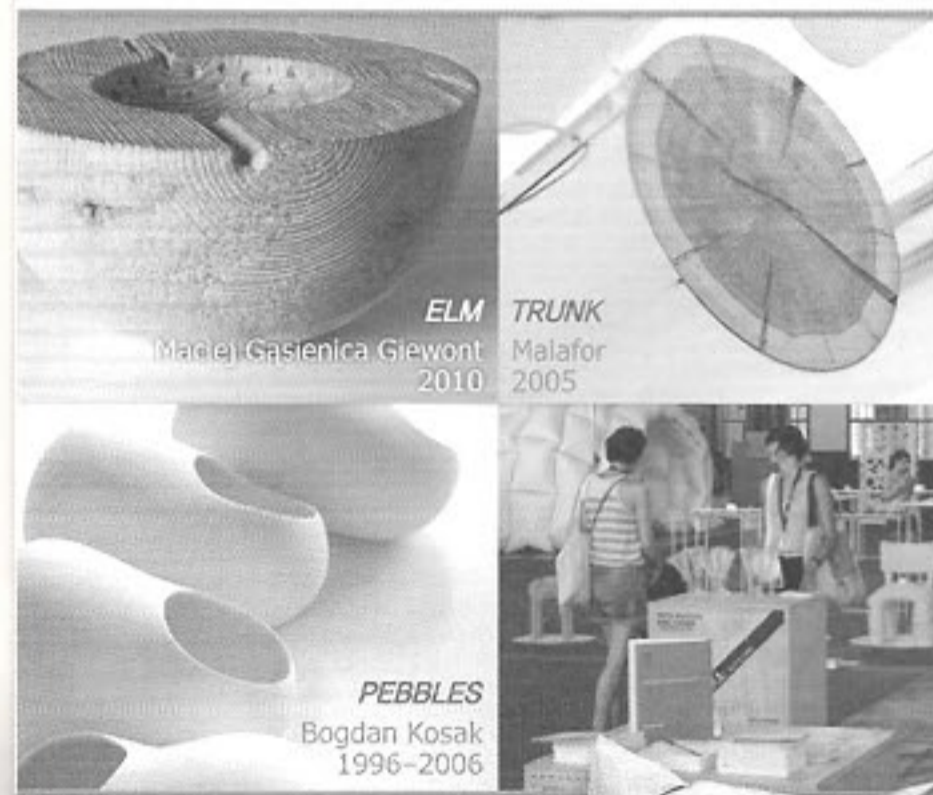 ELM
Maciej Gąsienica Giewont
2010
TRUNK
Malafor
2005
PEBBLES
Bogdan Kosak
1996–2006